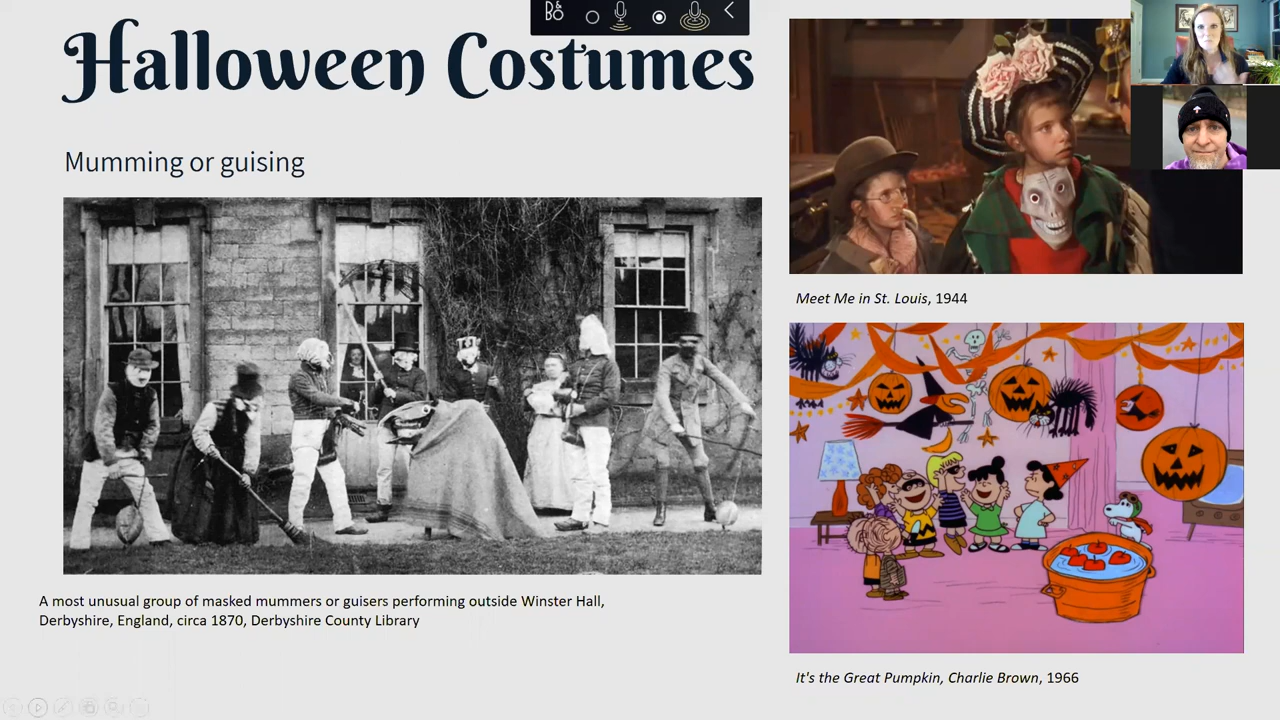 Halloween Costumes
Mumming or guising
A most unusual group of masked mummers or guisers performing outside Winster Hall,
Derbyshire, England, circa 1870, Derbyshire County Library
Meet Me in St. Louis, 1944
It's the Great Pumpkin, Charlie Brown, 1966